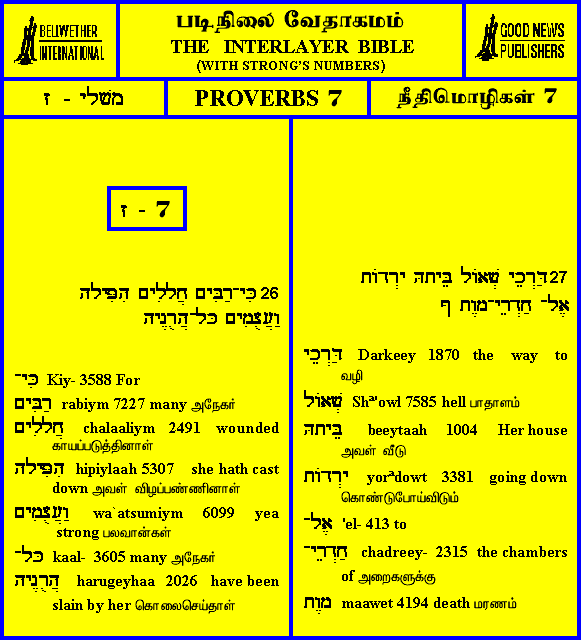 BELLWETHER
INTERNATIONAL
படிநிலை வேதாகமம்
THE INTERLAYER BIBLE
(WITH STRONG'S NUMBERS)
GOOD NEWS
PUBLISHERS
משׁלי - ז
PROVERBS 7
நீதிமொழிகள் 7
ז - 7
26 כִּי־רַבִּים חֲלָלִים הִפִּילָה
וַעֲצֻמִים כָּל־הֲרֻגֶיהָ
כִּי־ Kiy- 3588 For
רַבִּים rabiym 7227 many அநேகர்
חֲלָלִים chalaaliym 2491 wounded
காயப்படுத்தினாள்
הִפִּילָה hipiylaah 5307 she hath cast
down அவள் விழப்பண்ணினாள்
וַעֲצֻמִים wa`atsumiym 6099 yea
strong பலவான்கள்
כָּל־ kaal- 3605 many அநேகர்
הֲרֻגֶיהָ harugeyhaa 2026 have been
slain by her கொலைசெய்தாள்
27 דַּרְכֵי שְׁאוֹל בֵּיתָהּ יֹרְדוֹת
אֶל־ חַדְרֵי־מָוֶת ף
דַּרְכֵי Darkeey 1870 the way to
வழி
שְׁאוֹל Shª'owl 7585 hell பாதாளம்
בֵּיתָהּ beeytaah 1004 Her house
அவள் வீடு
יֹרְדוֹת yorªdowt 3381 going down
கொண்டுபோய்விடும்
אֶל־ 'el- 413 to
חַדְרֵי־ chadreey- 2315 the chambers
of அறைகளுக்கு
מָוֶת maawet 4194 death மரணம்